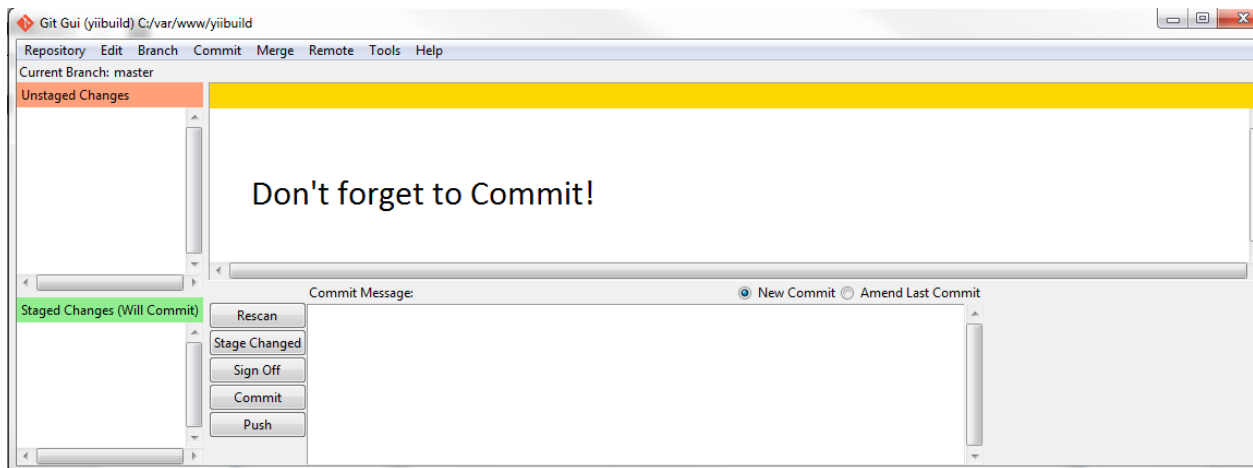 Git Gui (yiibuild) C:/var/www/yiibuild
Repository Edit Branch Commit Merge Remote Tools Help
Current Branch: master
Unstaged Changes
Don't forget to Commit!
Commit Message:
New Commit Amend Last Commit
Staged Changes (Will Commit)
Rescan
Stage Changed
Sign Off
Commit
Push